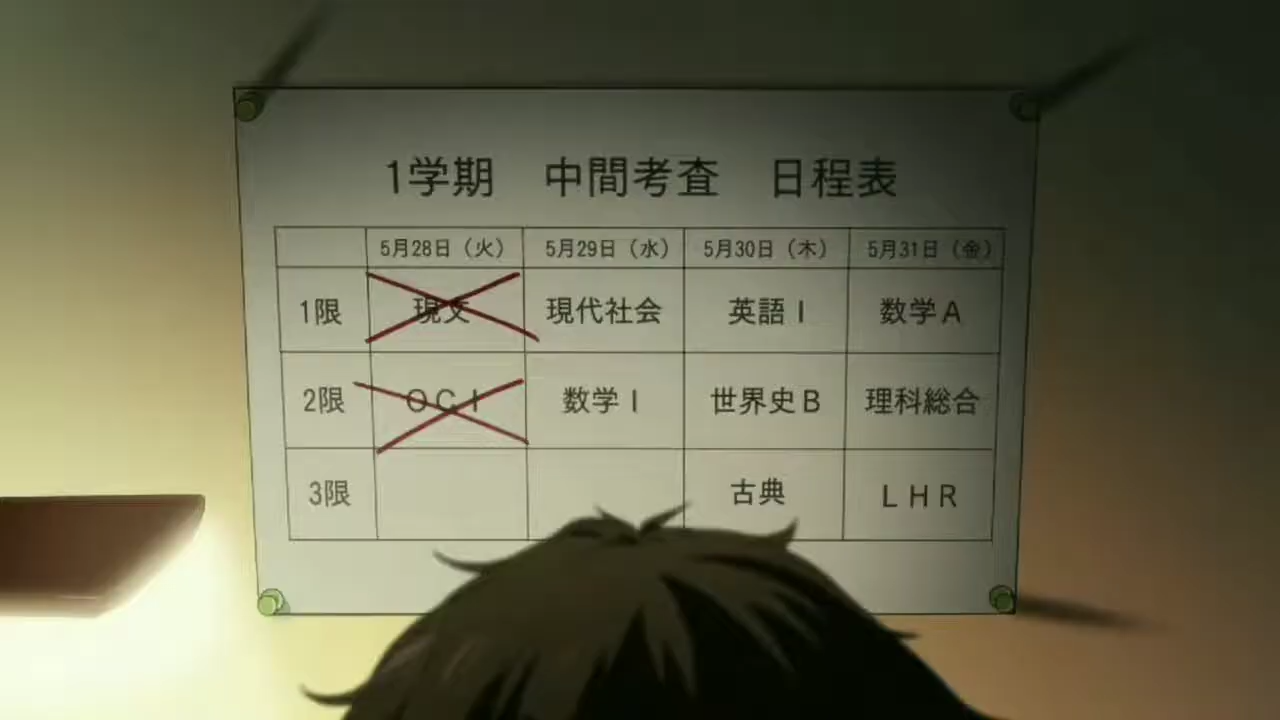 1学期 中間考査 日程表
5月28日（火） 5月29日（水） 5月30日（木） 5月31日（金）
1限 現文 現代社会 英語Ⅰ 数学A
2限 OCI 数学Ⅰ 世界史B 理科総合
3限 古典 LHR